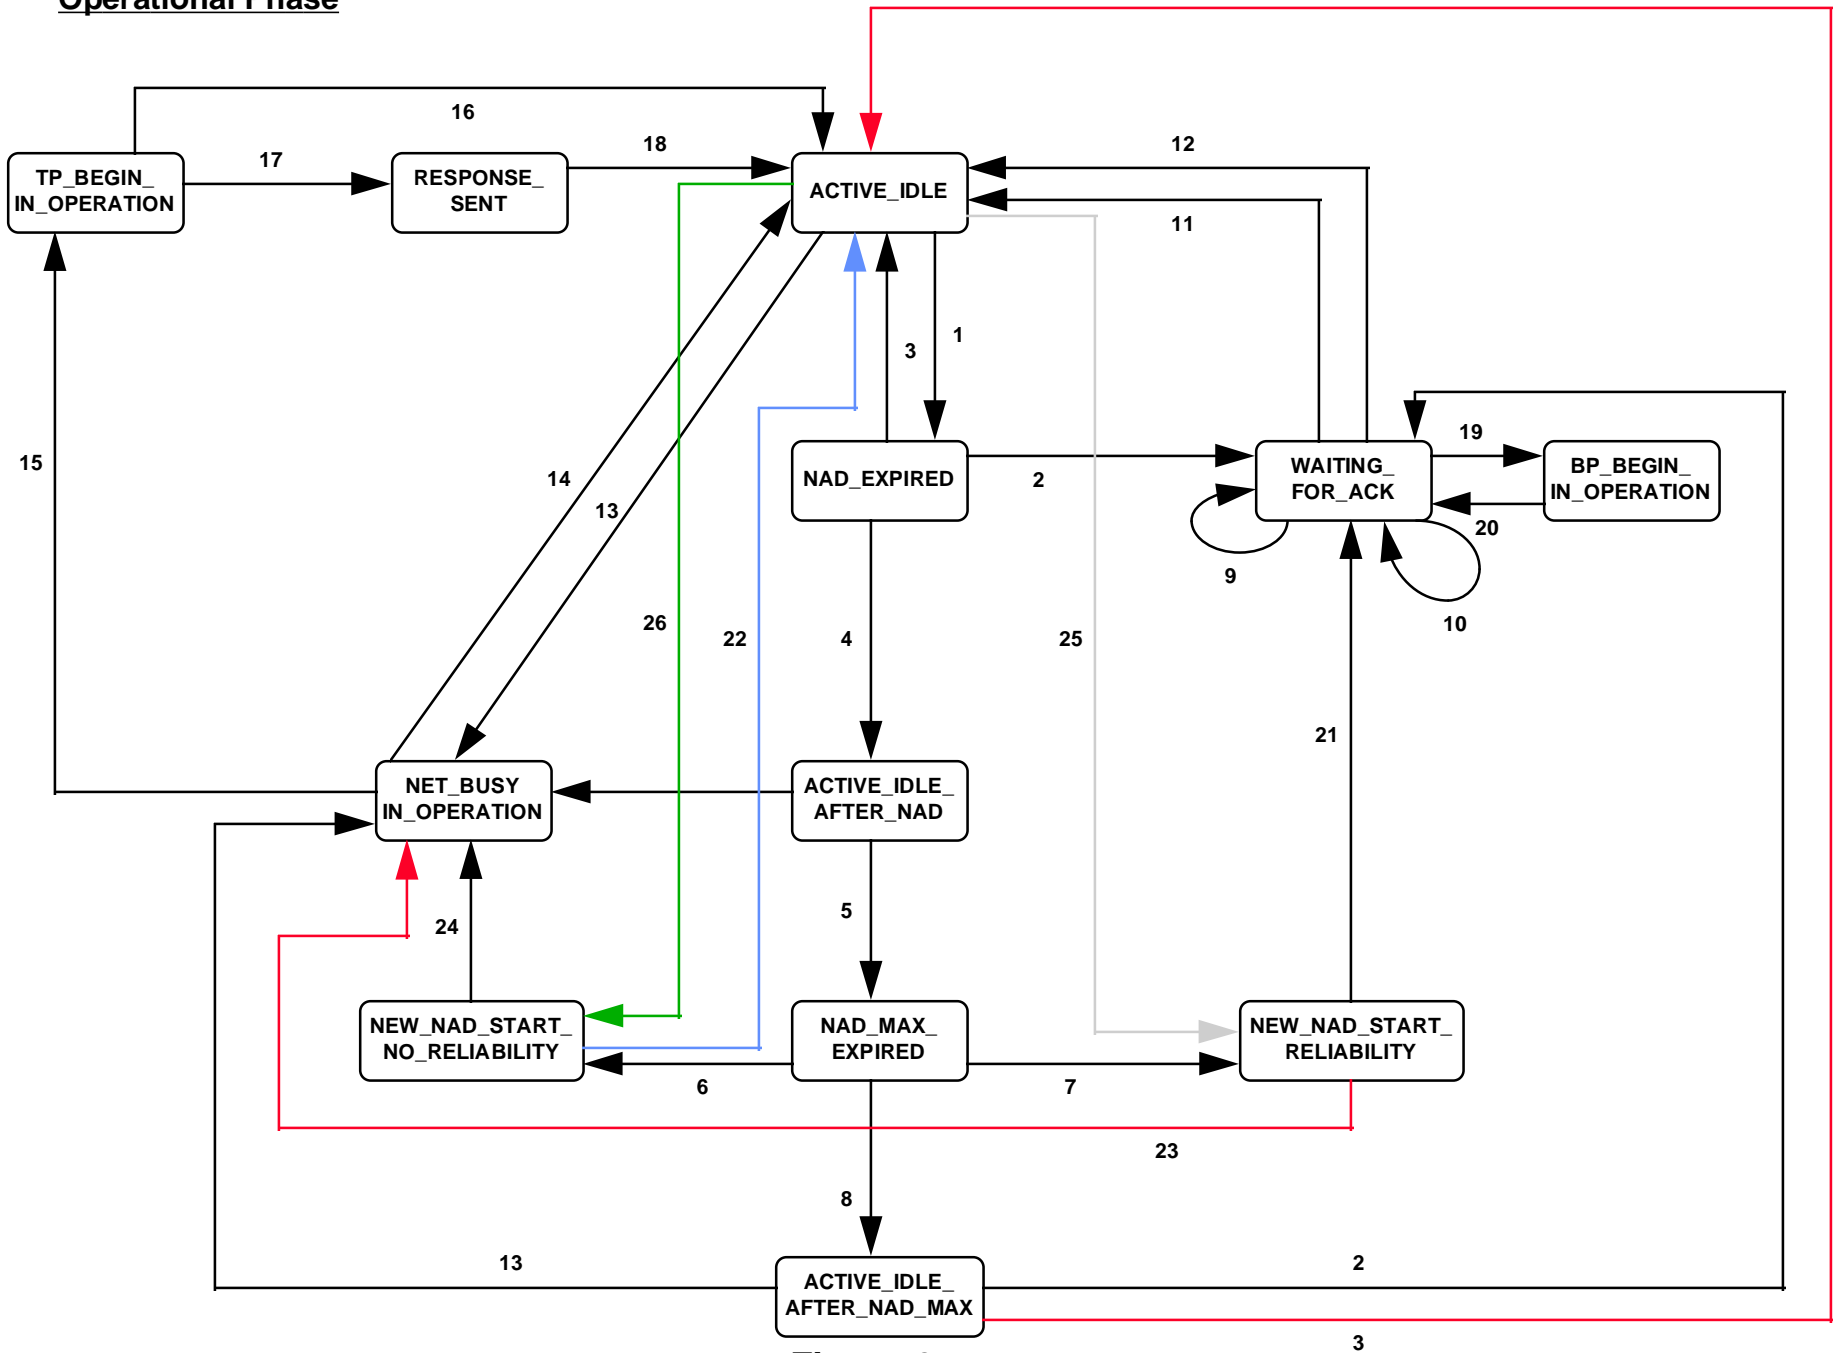 Operational Phase
16
12
18
17
TP_BEGIN_
IN_OPERATION
RESPONSE_
SENT
ACTIVE_IDLE
11
1
3
19
15
14
NAD_EXPIRED
2
WAITING_
FOR_ACK
BP_BEGIN_
IN_OPERATION
13
20
9
10
26
22
4
25
21
NET_BUSY
IN_OPERATION
ACTIVE_IDLE_
AFTER_NAD
5
24
NEW_NAD_START_
NO_RELIABILITY
NAD_MAX_
EXPIRED
NEW_NAD_START_
RELIABILITY
6
7
23
8
13
2
ACTIVE_IDLE_
AFTER_NAD_MAX
3